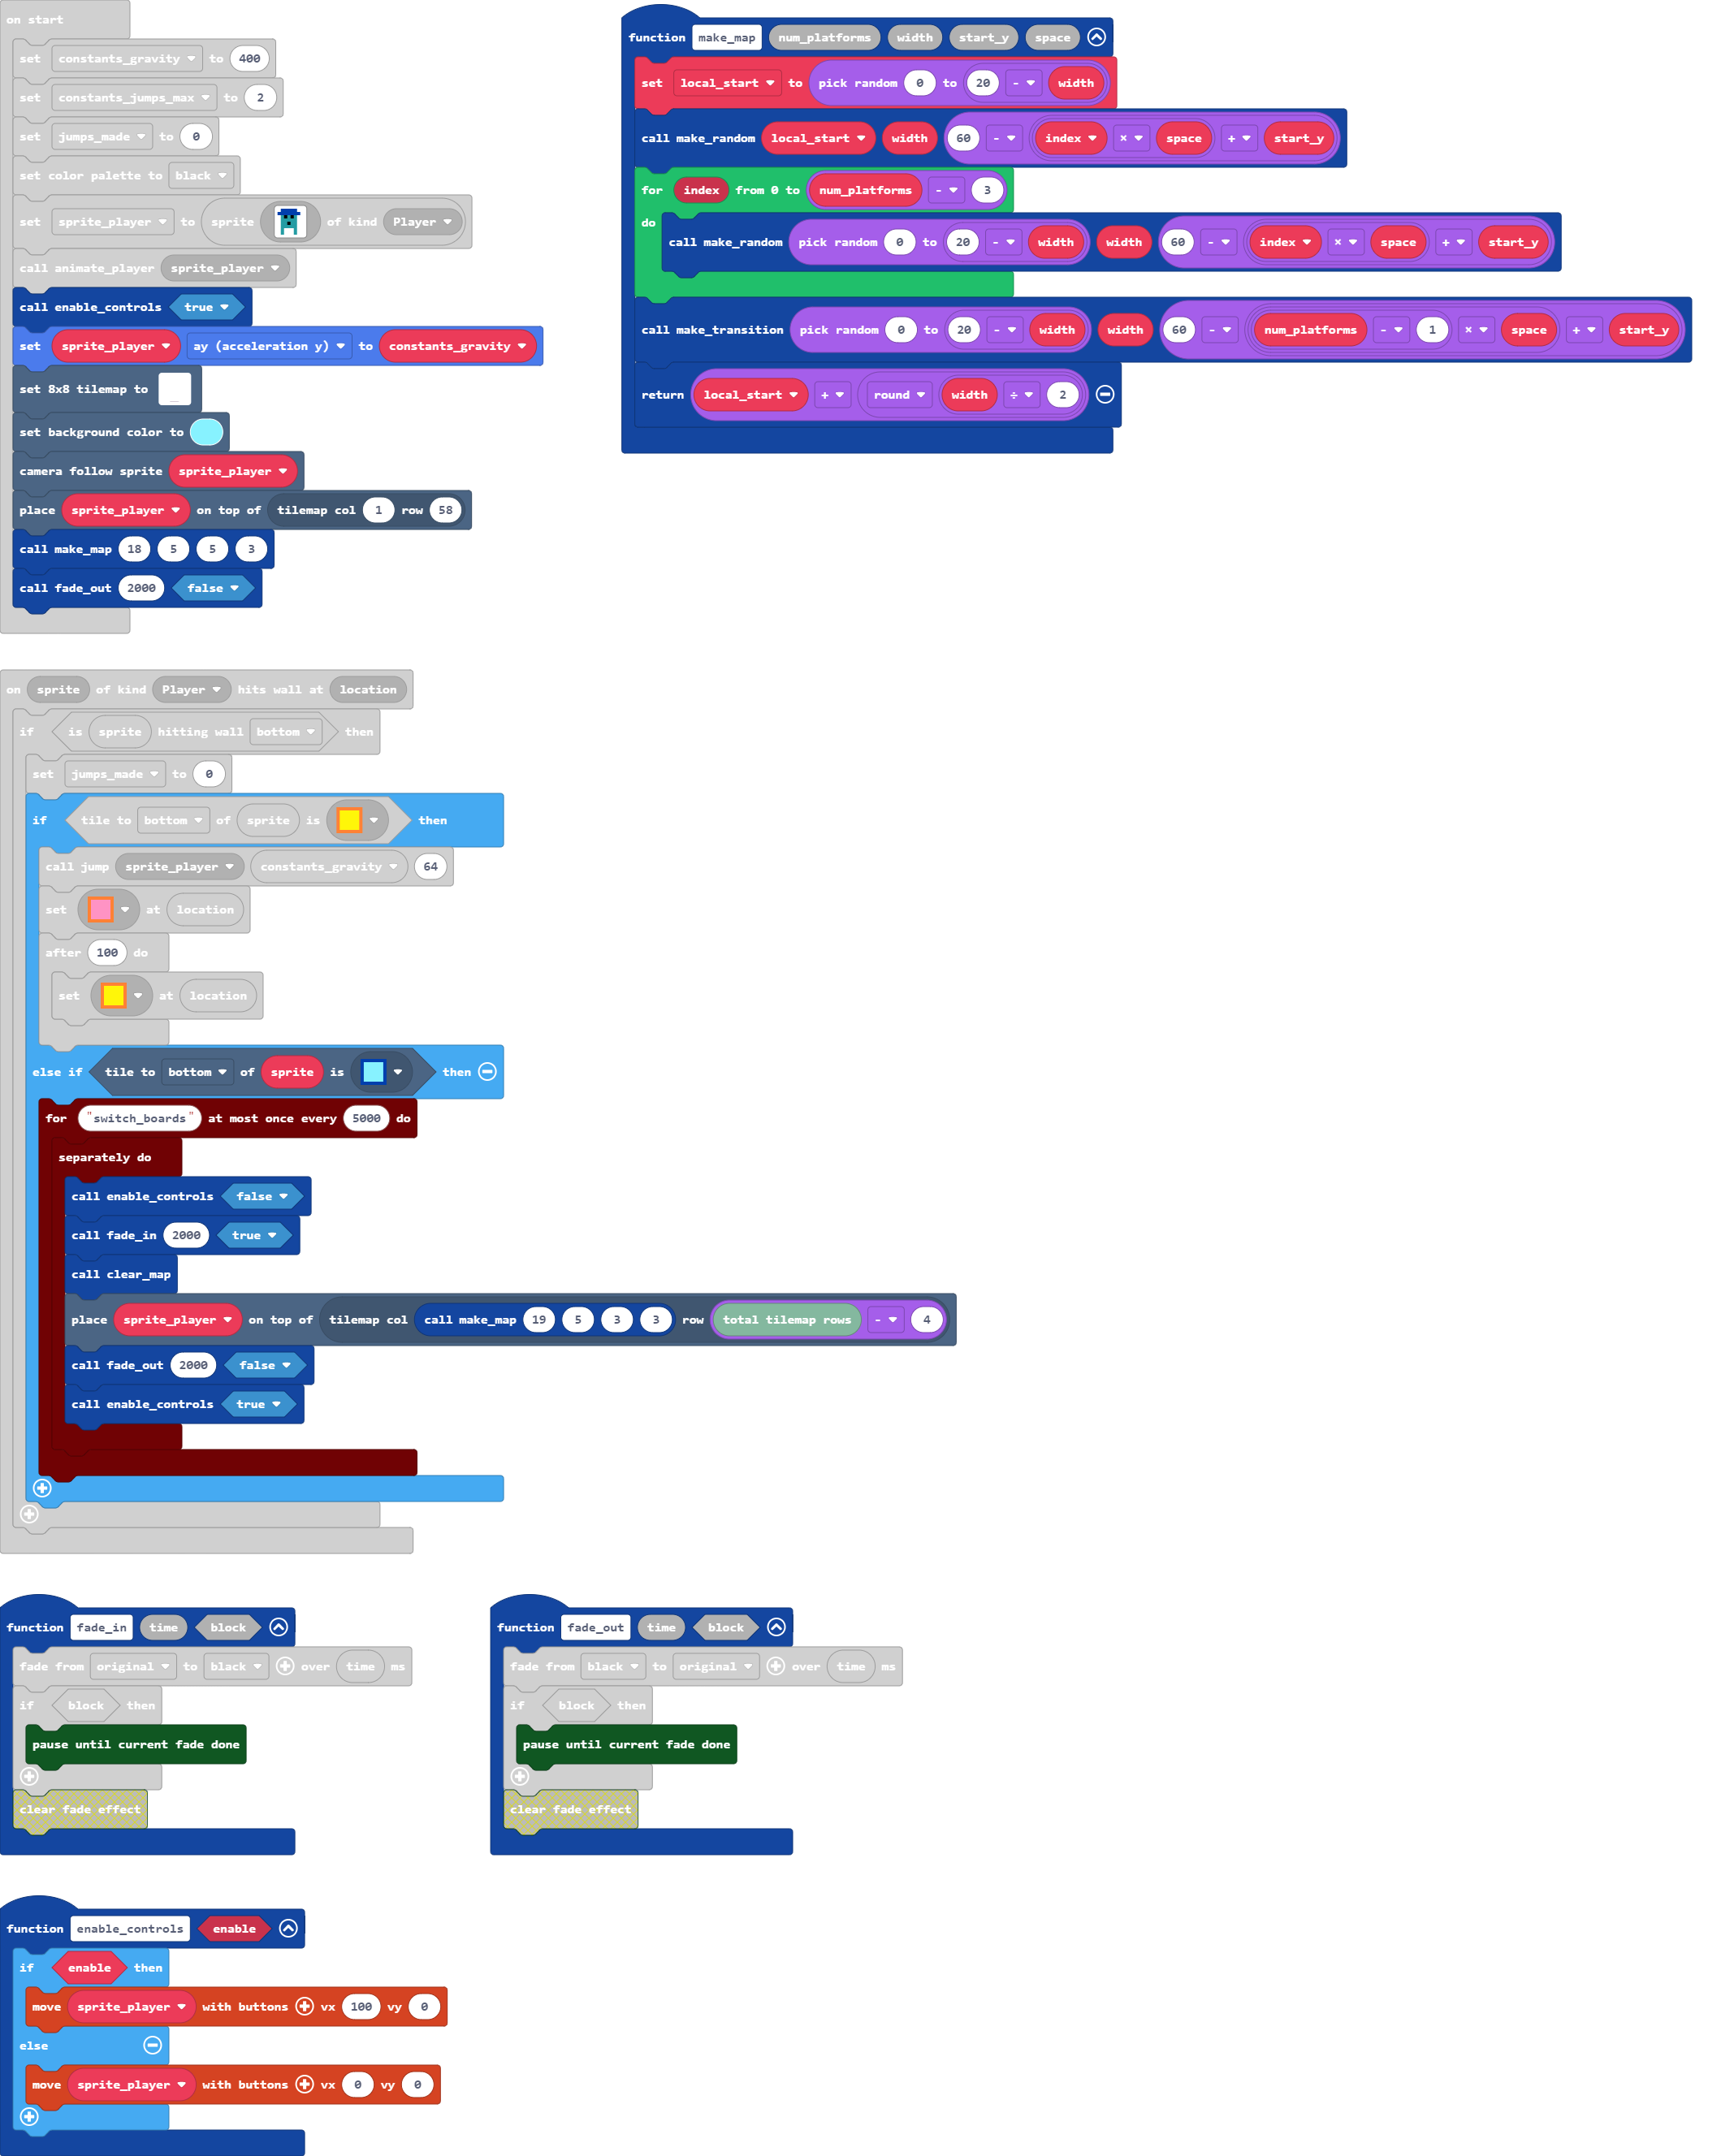 on start
set constants_gravity to 400
set constants_jumps_max to 2
set jumps_made to 0
set color palette to black
set sprite_player to sprite of kind Player
call animate_player sprite_player
call enable_controls true
set sprite_player ay (acceleration y) to constants_gravity
set 8x8 tilemap to
set background color to
camera follow sprite sprite_player
place sprite_player on top of tilemap col 1 row 58
call make_map 18 5 5 3
call fade_out 2000 false
function make_map num_platforms width start_y space
set local_start to pick random 0 to 20 - width
call make_random local_start width 60 - index × space + start_y
for index from 0 to num_platforms - 3
do
call make_random pick random 0 to 20 - width width 60 - index × space + start_y
call make_transition pick random 0 to 20 - width width 60 - num_platforms - 1 × space + start_y
return local_start + round width ÷ 2
on sprite of kind Player hits wall at location
if is sprite hitting wall bottom then
set jumps_made to 0
if tile to bottom of sprite is then
call jump sprite_player constants_gravity 64
set at location
after 100 do
set at location
else if tile to bottom of sprite is then
for "switch_boards" at most once every 5000 do
separately do
call enable_controls false
call fade_in 2000 true
call clear_map
place sprite_player on top of tilemap col call make_map 19 5 3 3 row total tilemap rows - 4
call fade_out 2000 false
call enable_controls true
function fade_in time block
fade from original to black over time ms
if block then
pause until current fade done
clear fade effect
function fade_out time block
fade from black to original over time ms
if block then
pause until current fade done
clear fade effect
function enable_controls enable
if enable then
move sprite_player with buttons vx 100 vy 0
else
move sprite_player with buttons vx 0 vy 0